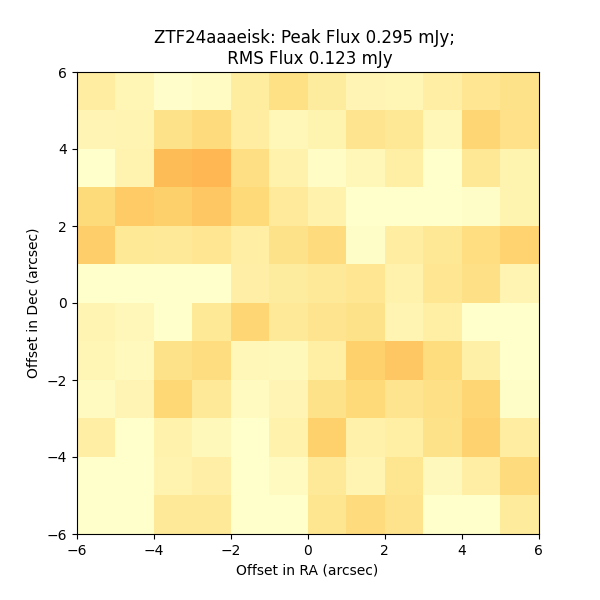 ZTF24aaaeisk: Peak Flux 0.295 mJy;
RMS Flux 0.123 mJy
6
4
2
0
−2
−4
−6
Offset in Dec (arcsec)
−6 −4 −2 0 2 4 6
Offset in RA (arcsec)